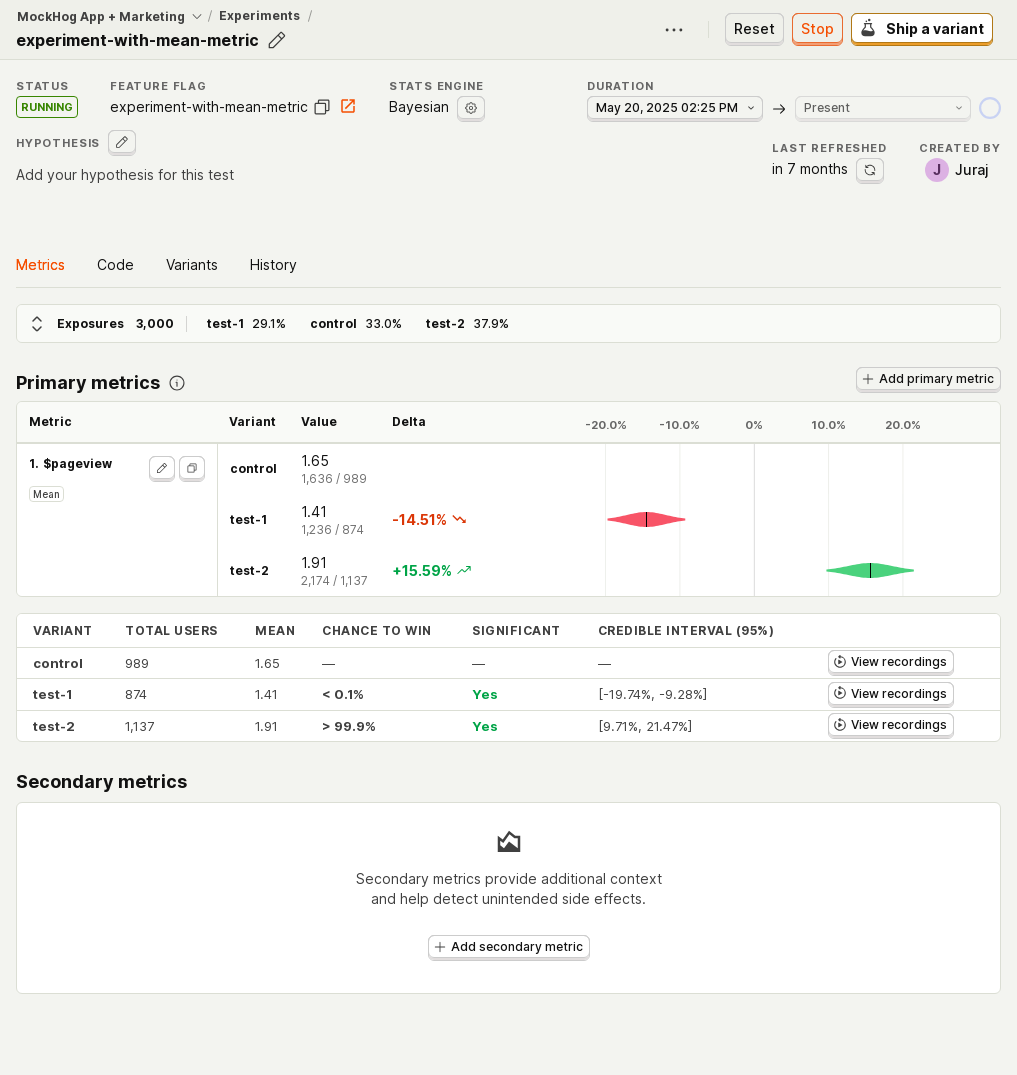 MockHog App + Marketing / Experiments /
experiment-with-mean-metric
Reset
Stop
Ship a variant
STATUS
RUNNING
FEATURE FLAG
experiment-with-mean-metric
STATS ENGINE
Bayesian
DURATION
May 20, 2025 02:25 PM
Present
HYPOTHESIS
Add your hypothesis for this test
LAST REFRESHED
in 7 months
CREATED BY
J Juraj
Metrics Code Variants History
Exposures 3,000 test-1 29.1% control 33.0% test-2 37.9%
Primary metrics
Add primary metric
Metric Variant Value Delta -20.0% -10.0% 0% 10.0% 20.0%
1. $pageview
Mean
control 1.65
1,636 / 989
test-1 1.41 -14.51%
1,236 / 874
test-2 1.91 +15.59%
2,174 / 1,137
VARIANT TOTAL USERS MEAN CHANCE TO WIN SIGNIFICANT CREDIBLE INTERVAL (95%)
control 989 1.65 — — — View recordings
test-1 874 1.41 < 0.1% Yes [-19.74%, -9.28%] View recordings
test-2 1,137 1.91 > 99.9% Yes [9.71%, 21.47%] View recordings
Secondary metrics
Secondary metrics provide additional context
and help detect unintended side effects.
Add secondary metric